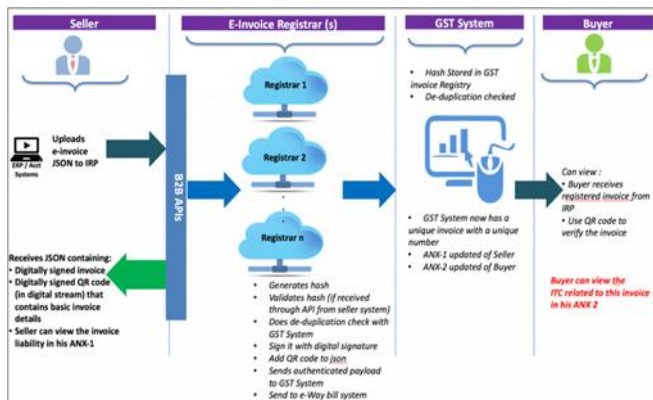 Seller
E-Invoice Registrar (s)
GST System
Buyer
Uploads
e-invoice
JSON to IRP
ERP / Acct
Systems
Receives JSON containing:
• Digitally signed invoice
• Digitally signed QR code
(in digital stream) that
contains basic invoice
details
• Seller can view the invoice
liability in his ANX-1
B2B APIs
Registrar 1
Registrar 2
.
.
Registrar n
• Generates hash
• Validates hash (if received
through API from seller system)
• Does de-duplication check with
GST System
• Sign it with digital signature
• Add QR code to json
• Sends authenticated payload
to GST System
• Send to e-Way bill system
• Hash Stored in GST
invoice Registry
• De-duplication checked
• GST System now has a
unique invoice with a unique
number
• ANX-1 updated of Seller
• ANX-2 updated of Buyer
Can view :
• Buyer receives
registered invoice from
IRP
• Use QR code to
verify the invoice
Buyer can view the
ITC related to this invoice
in his ANX 2